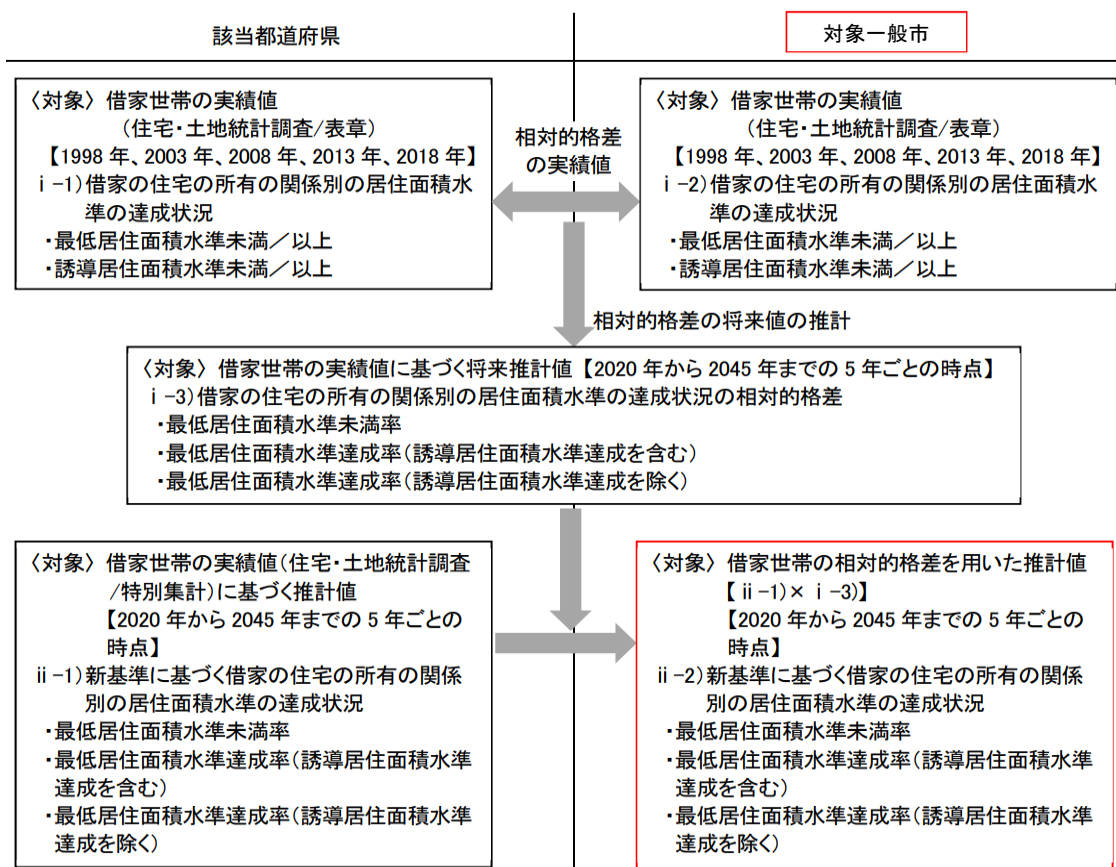 該当都道府県
対象一般市
〈対象〉 借家世帯の実績値
(住宅・土地統計調査/表章)
【1998 年、2003 年、2008 年、2013 年、2018 年】
ⅰ-1)借家の住宅の所有の関係別の居住面積水
準の達成状況
・最低居住面積水準未満／以上
・誘導居住面積水準未満／以上
相対的格差
の実績値
〈対象〉 借家世帯の実績値
(住宅・土地統計調査/表章)
【1998 年、2003 年、2008 年、2013 年、2018 年】
ⅰ-2)借家の住宅の所有の関係別の居住面積水
準の達成状況
・最低居住面積水準未満／以上
・誘導居住面積水準未満／以上
相対的格差の将来値の推計
〈対象〉 借家世帯の実績値に基づく将来推計値 【2020 年から 2045 年までの 5 年ごとの時点】
ⅰ-3)借家の住宅の所有の関係別の居住面積水準の達成状況の相対的格差
・最低居住面積水準未満率
・最低居住面積水準達成率(誘導居住面積水準達成を含む)
・最低居住面積水準達成率(誘導居住面積水準達成を除く)
〈対象〉 借家世帯の実績値(住宅・土地統計調査
/特別集計)に基づく推計値
【2020 年から 2045 年までの 5 年ごとの
時点】
ⅱ-1)新基準に基づく借家の住宅の所有の関係
別の居住面積水準の達成状況
・最低居住面積水準未満率
・最低居住面積水準達成率(誘導居住面積水準
達成を含む)
・最低居住面積水準達成率(誘導居住面積水準
達成を除く)
〈対象〉 借家世帯の相対的格差を用いた推計値
【ⅱ-1)×ⅰ-3)】
【2020 年から 2045 年までの 5 年ごとの
時点】
ⅱ-2)新基準に基づく借家の住宅の所有の関係
別の居住面積水準の達成状況
・最低居住面積水準未満率
・最低居住面積水準達成率(誘導居住面積水準
達成を含む)
・最低居住面積水準達成率(誘導居住面積水準
達成を除く)